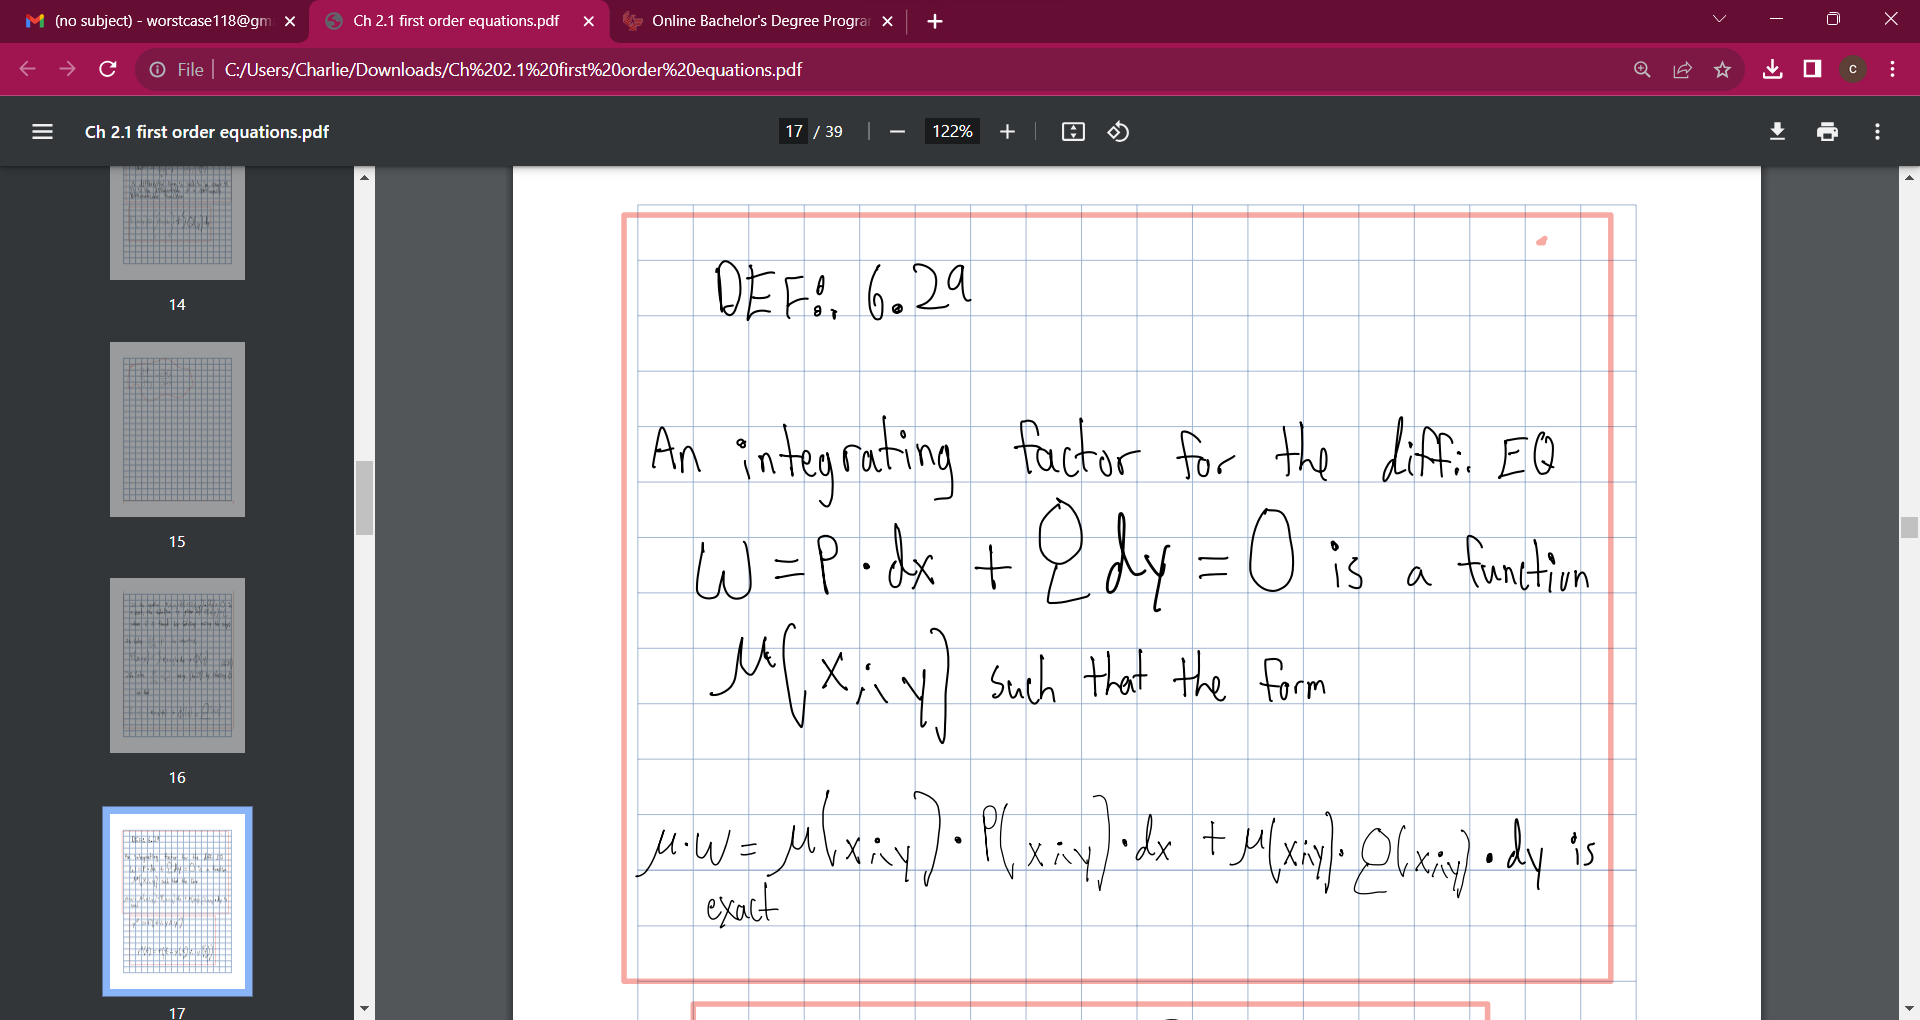 (no subject) - worstcase118@gm
Ch 2.1 first order equations.pdf
Online Bachelor's Degree Progra
File
C:/Users/Charlie/Downloads/Ch%202.1%20first%20order%20equations.pdf
c
Ch 2.1 first order equations.pdf
17 / 39
122%
14
15
16
17
DEF:. 6.29
An integrating factor for the diff:. EQ
W = P · dx + Q dy = 0 is a function
μ(x,y) such that the form
μ·W = μ(x,y) · P(x,y) · dx + μ(x,y) · Q(x,y) · dy is
exact